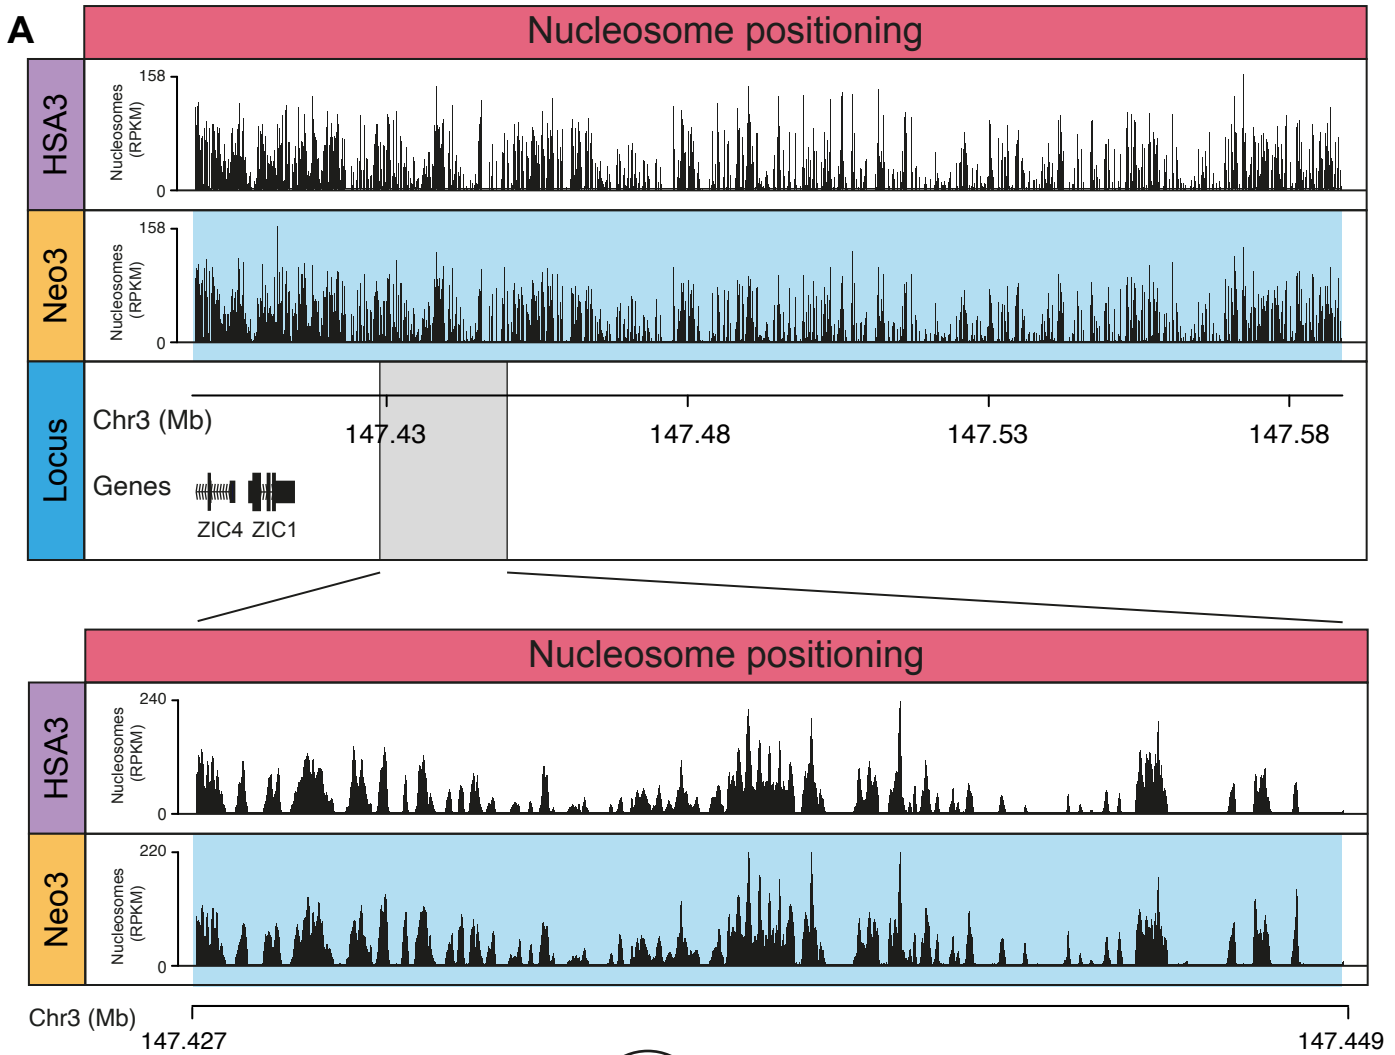 A
Nucleosome positioning
HSA3
Nucleosomes
(RPKM)
158
0
Neo3
Nucleosomes
(RPKM)
158
0
Locus
Chr3 (Mb)
147.43 147.48 147.53 147.58
Genes
ZIC4 ZIC1
Nucleosome positioning
HSA3
Nucleosomes
(RPKM)
240
0
Neo3
Nucleosomes
(RPKM)
220
0
Chr3 (Mb)
147.427 147.449